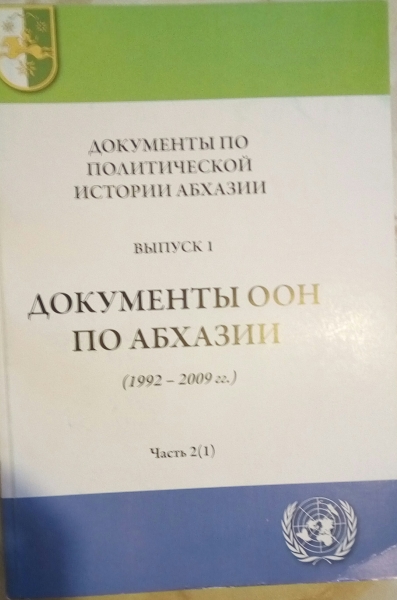 ДОКУМЕНТЫ ПО
ПОЛИТИЧЕСКОЙ
ИСТОРИИ АБХАЗИИ
ВЫПУСК 1
ДОКУМЕНТЫ ООН
ПО АБХАЗИИ
(1992 – 2009 гг.)
Часть 2(1)